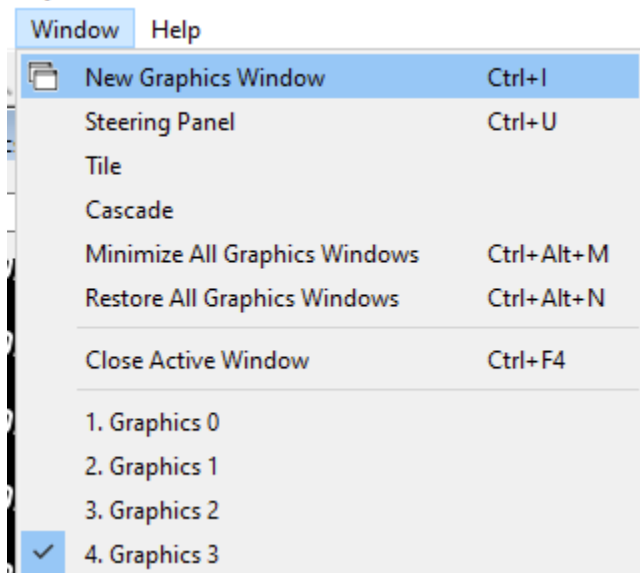 Window Help
New Graphics Window Ctrl+I
Steering Panel Ctrl+U
Tile
Cascade
Minimize All Graphics Windows Ctrl+Alt+M
Restore All Graphics Windows Ctrl+Alt+N
Close Active Window Ctrl+F4
1. Graphics 0
2. Graphics 1
3. Graphics 2
4. Graphics 3